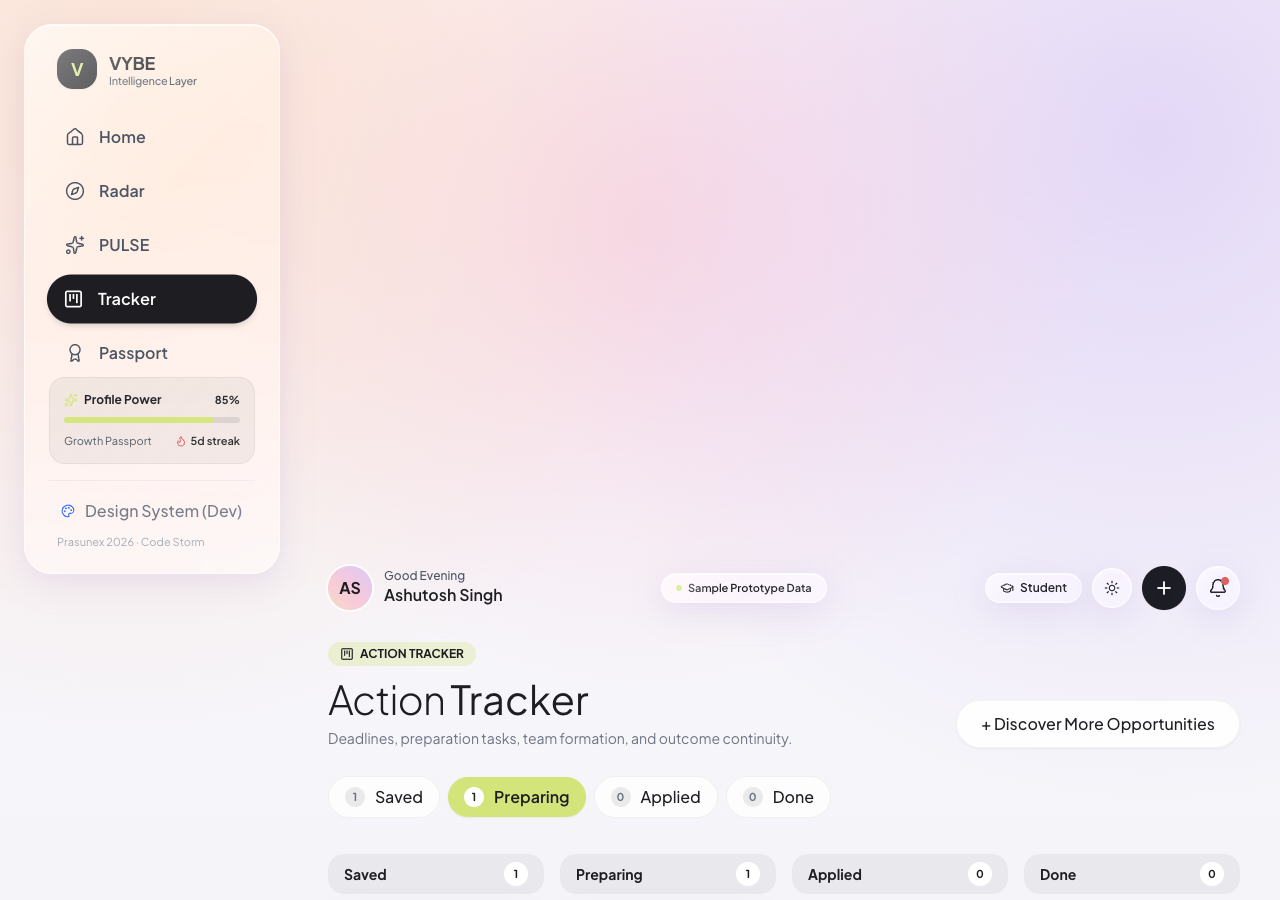 V
VYBE
Intelligence Layer
Home
Radar
PULSE
Tracker
Passport
Profile Power 85%
Growth Passport 5d streak
Design System (Dev)
Prasunex 2026 · Code Storm
AS
Good Evening
Ashutosh Singh
Sample Prototype Data
Student
ACTION TRACKER
Action Tracker
Deadlines, preparation tasks, team formation, and outcome continuity.
+ Discover More Opportunities
1 Saved 1 Preparing 0 Applied 0 Done
Saved 1 Preparing 1 Applied 0 Done 0